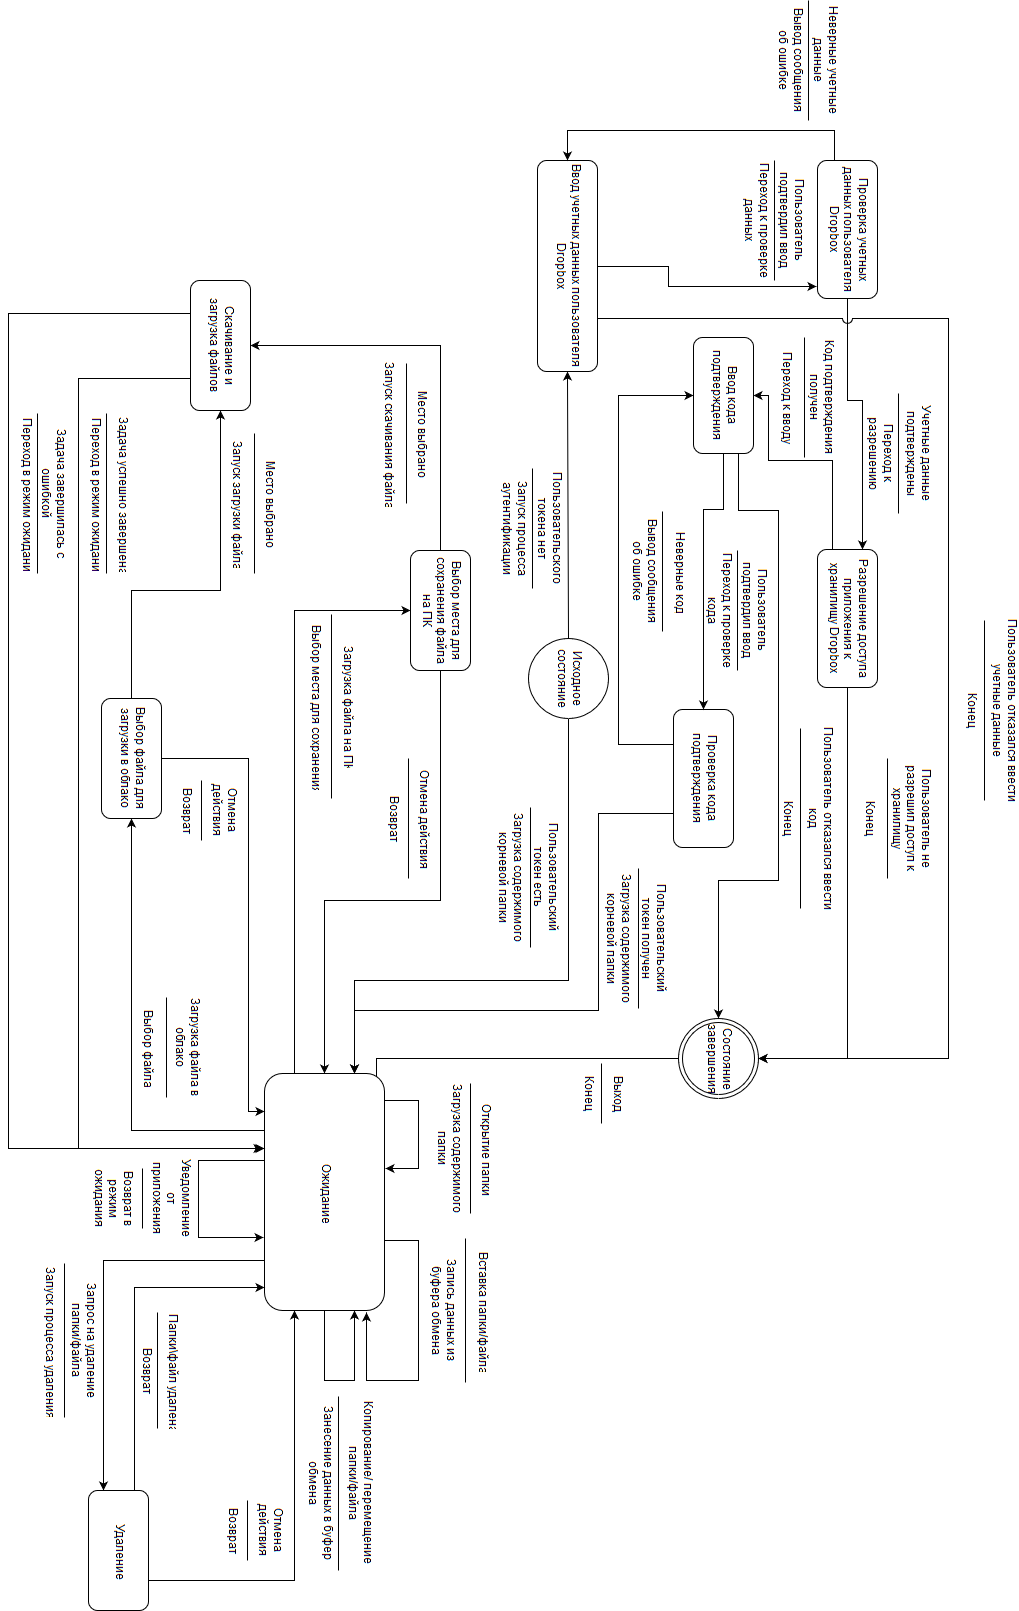 Пользователь отказался ввести
учетные данные
Конец
Пользователь не
разрешил доступ к
хранилищу
Конец
Учетные данные
подтверждены
Переход к
разрешению
Неверные учетные
данные
Вывод сообщения
об ошибке
Проверка учетных
данных пользователя
Dropbox
Разрешение доступа
приложения к
хранилищу Dropbox
Код подтверждения
получен
Переход к вводу
Пользователь отказался ввести
код
Конец
Пользователь
подтвердил ввод
Переход к проверке
данных
Ввод кода
подтверждения
Пользователь
подтвердил ввод
Переход к проверке
кода
Проверка кода
подтверждения
Состояние
завершения
Неверные код
Вывод сообщения
об ошибке
Пользовательский
токен получен
Загрузка содержимого
корневой папки
Выход
Конец
Ввод учетных данных пользователя
Dropbox
Исходное
состояние
Пользовательского
токена нет
Запуск процесса
аутентификации
Пользовательский
токен есть
Загрузка содержимого
корневой папки
Открытие папки
Загрузка содержимого
папки
Вставка папки/файла
Запись данных из
буфера обмена
Выбор места для
сохранения файла
на ПК
Место выбрано
Запуск скачивания файла
Отмена действия
Возврат
Копирование/ перемещение
папки/файла
Занесение данных в буфер
обмена
Загрузка файла на ПК
Выбор места для сохранения
Ожидание
Отмена
действия
Возврат
Скачивание и
загрузка файлов
Место выбрано
Запуск загрузки файла
Отмена
действия
Возврат
Загрузка файла в
облако
Выбор файла
Уведомление
от
приложения
Возврат в
режим
ожидания
Папки\файл удалена
Возврат
Выбор файла для
загрузки в облако
Удаление
Задача успешно завершена
Переход в режим ожидани
Запрос на удаление
папки/файла
Запуск процесса удаления
Задача завершилась с
ошибкой
Переход в режим ожидани